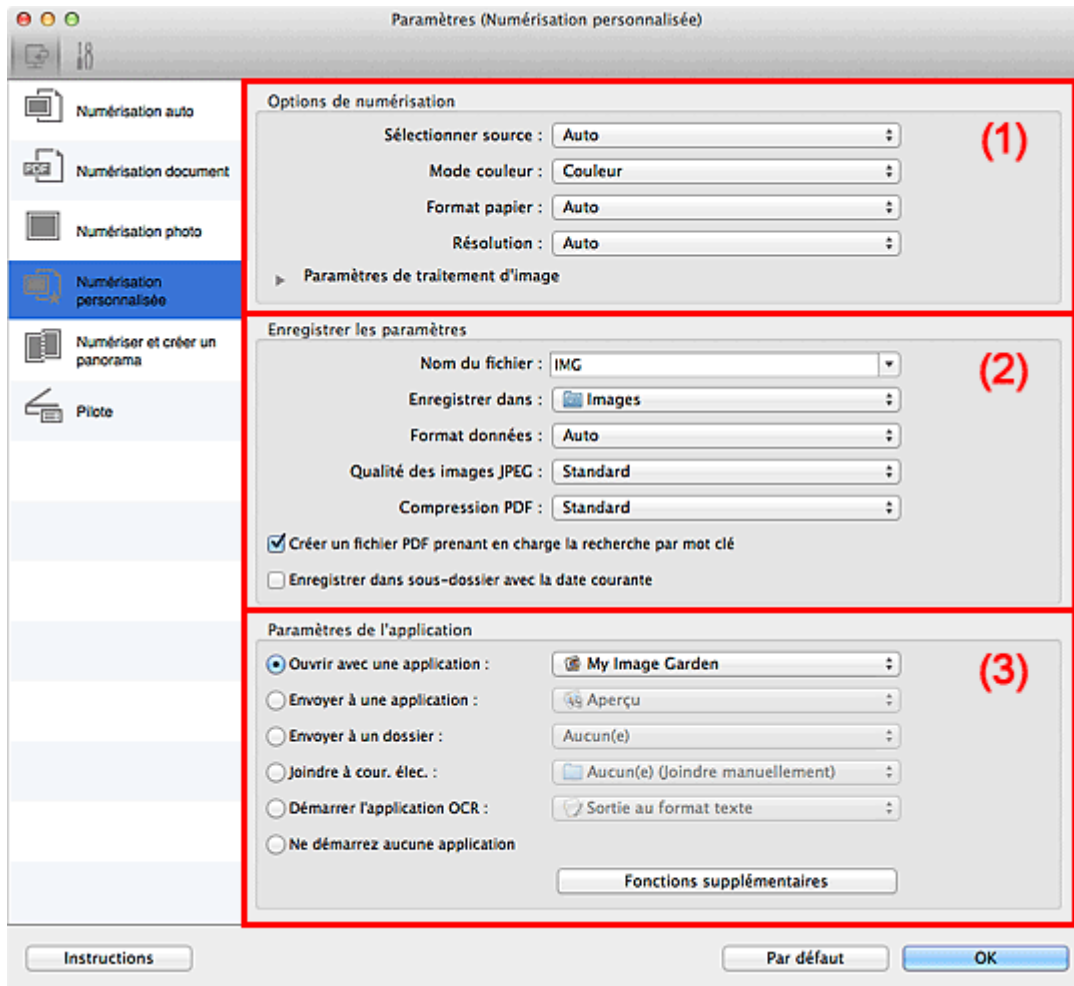 Paramètres (Numérisation personnalisée)
Numérisation auto
Numérisation document
Numérisation photo
Numérisation
personnalisée
Numériser et créer un
panorama
Pilote
PDF
Options de numérisation
(1)
Sélectionner source : Auto
Mode couleur : Couleur
Format papier : Auto
Résolution : Auto
Paramètres de traitement d'image
Enregistrer les paramètres
(2)
Nom du fichier : IMG
Enregistrer dans : Images
Format données : Auto
Qualité des images JPEG : Standard
Compression PDF : Standard
Créer un fichier PDF prenant en charge la recherche par mot clé
Enregistrer dans sous-dossier avec la date courante
Paramètres de l'application
(3)
Ouvrir avec une application : My Image Garden
Envoyer à une application : Aperçu
Envoyer à un dossier : Aucun(e)
Joindre à cour. élec. : Aucun(e) (Joindre manuellement)
Démarrer l'application OCR : Sortie au format texte
Ne démarrez aucune application
Fonctions supplémentaires
Instructions
Par défaut
OK